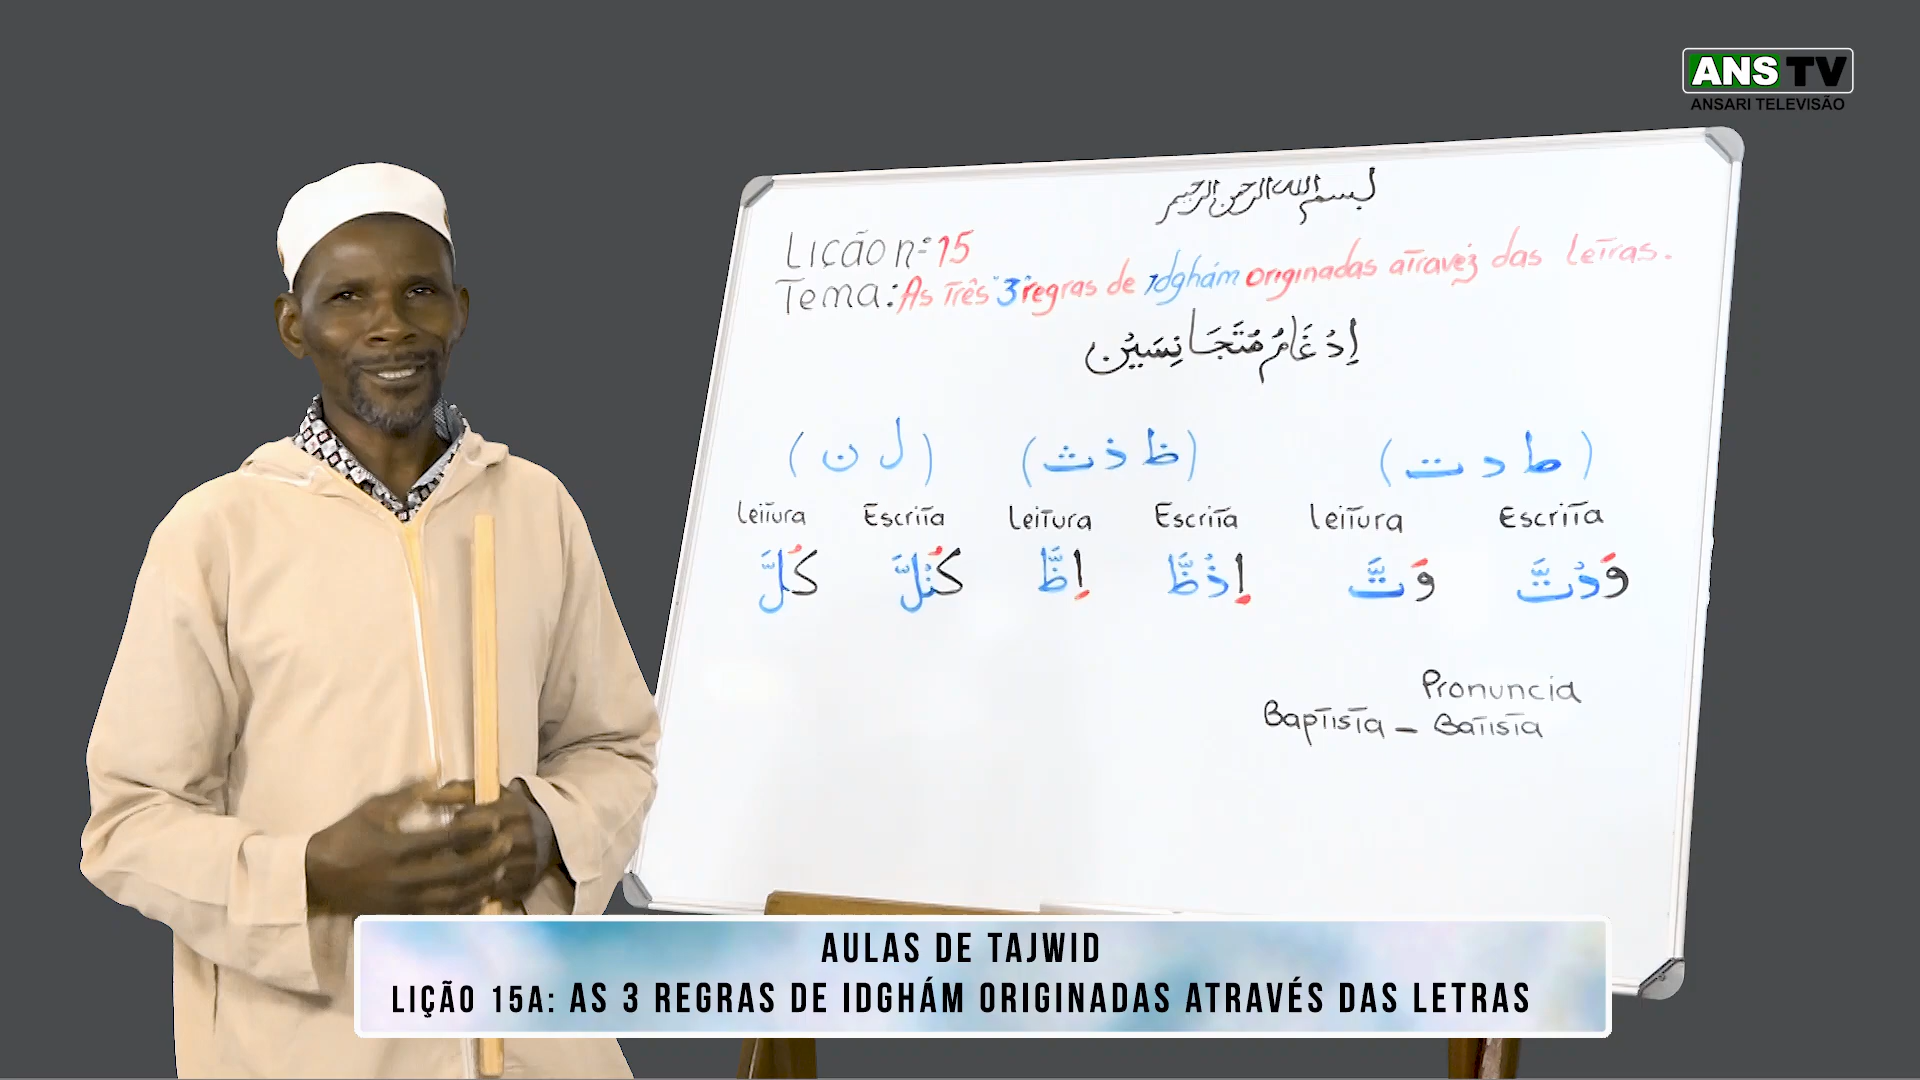 ANS TV
ANSARI TELEVISÃO
بسم الله الرحمن الرحيم
Lição nº 15
Tema: As três "3" regras de idghám originadas atravéz das letras.
إِدْغَامُ مُتَجَانِسَيْنِ
( ط د ت ) ( ظ ذ ث ) ( ل ن )
Leitura Escrita Leitura Escrita Leitura Escrita
وَدْتَّ وَتَّ إِذْظَّ إِظَّ كُنْلَّ كُلَّ
Pronuncia
Baptista - Batista
AULAS DE TAJWID
LIÇÃO 15A: AS 3 REGRAS DE IDGHÁM ORIGINADAS ATRAVÉS DAS LETRAS